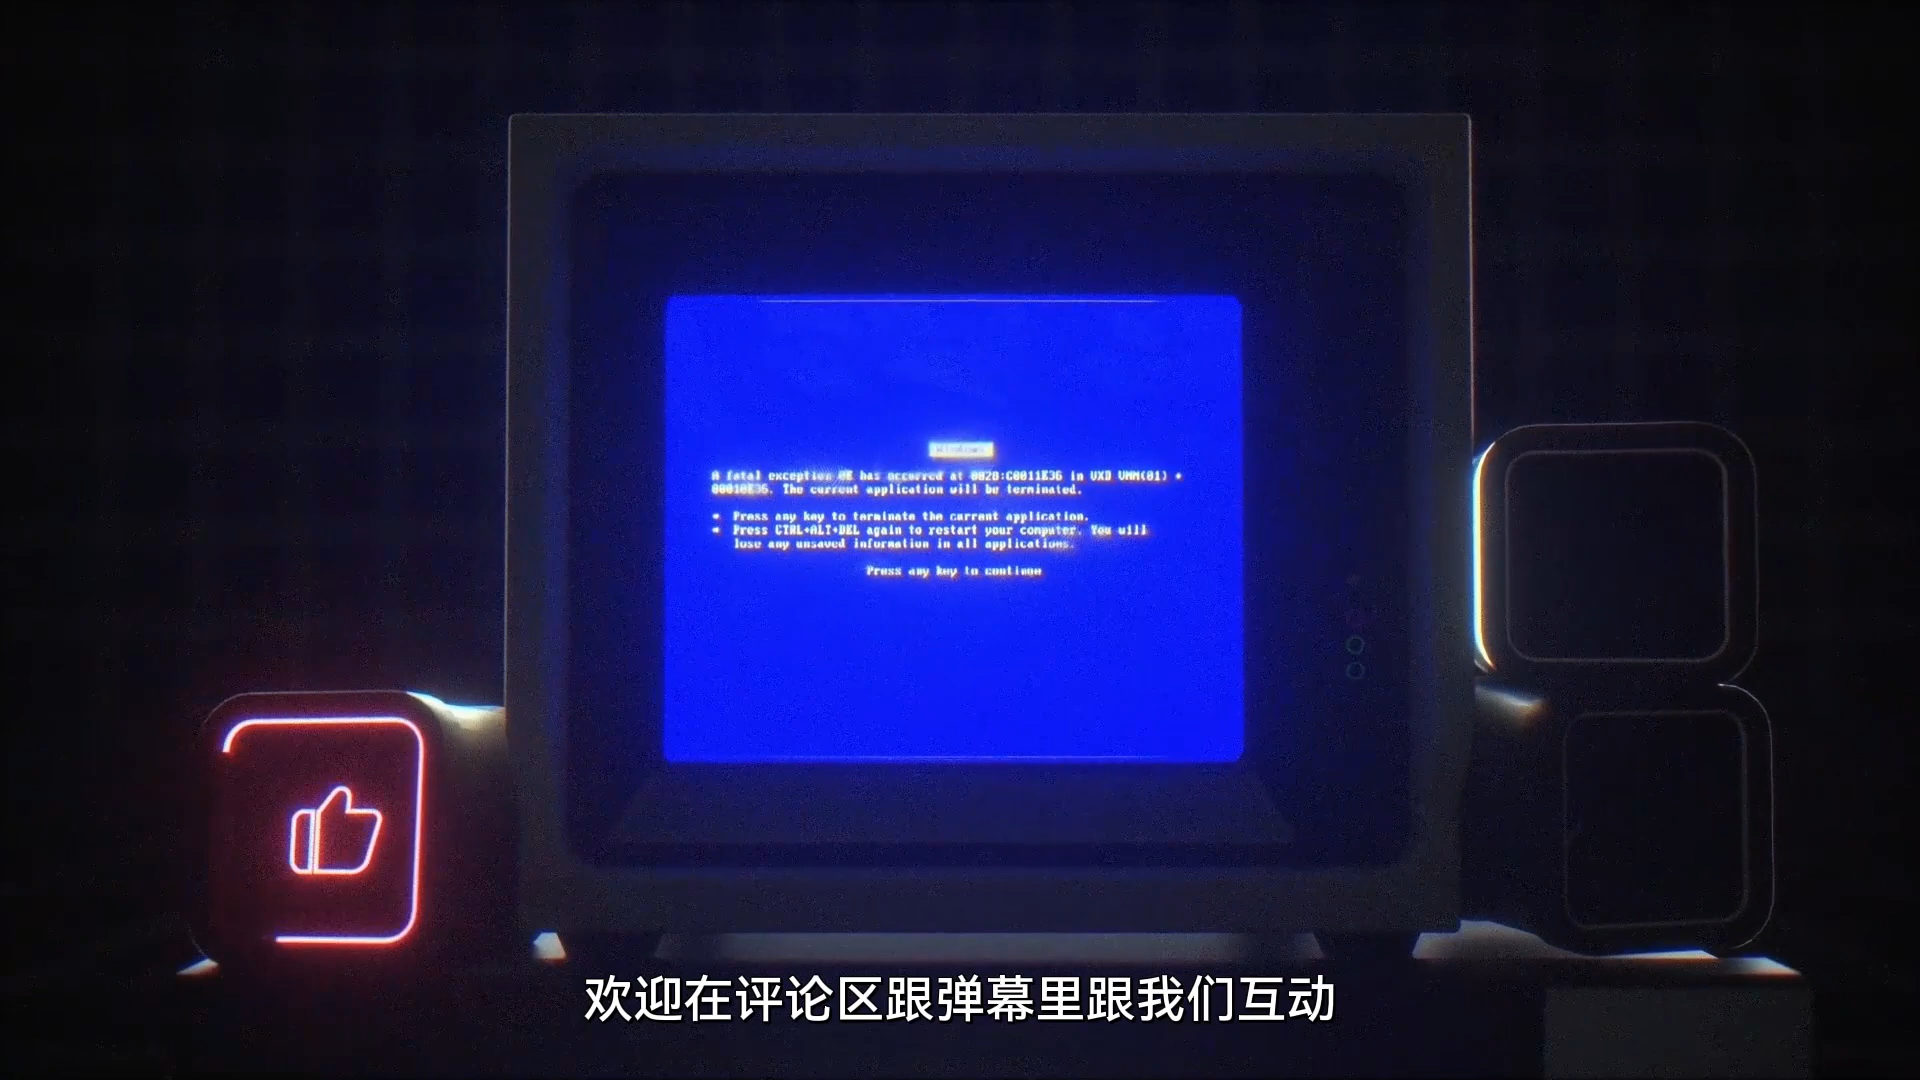 Windows
A fatal exception 0E has occurred at 0028:C0011E36 in VXD VMM(01) +
00010E36. The current application will be terminated.
* Press any key to terminate the current application.
* Press CTRL+ALT+DEL again to restart your computer. You will
lose any unsaved information in all applications.
Press any key to continue
欢迎在评论区跟弹幕里跟我们互动